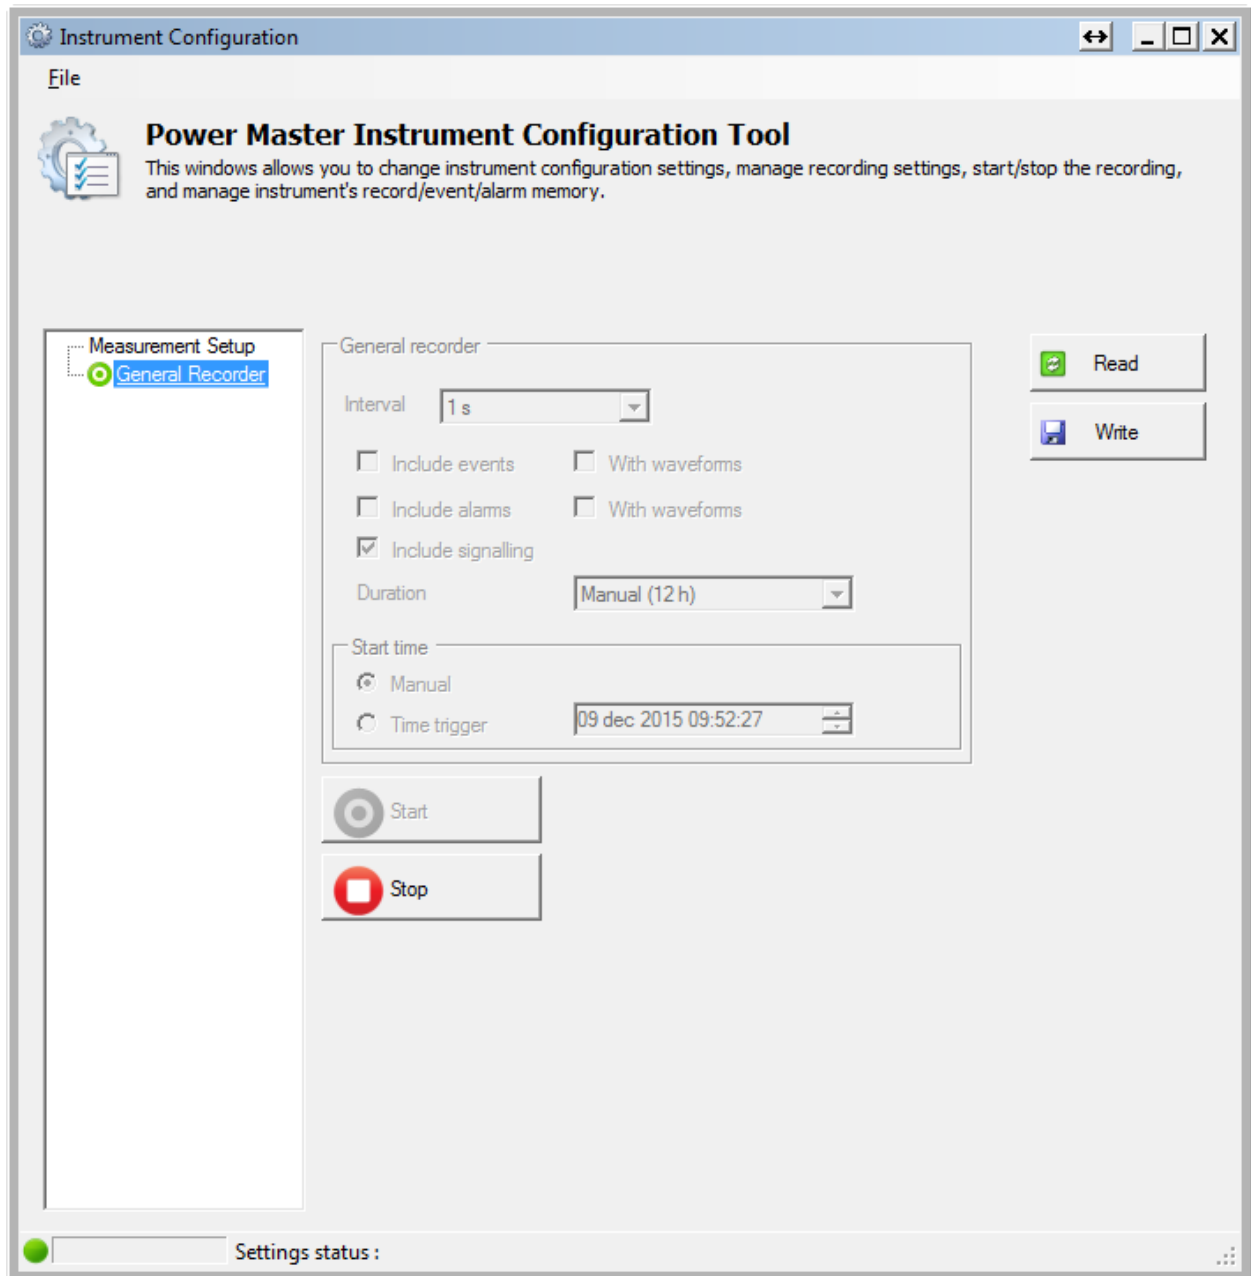 Instrument Configuration
File
Power Master Instrument Configuration Tool
This windows allows you to change instrument configuration settings, manage recording settings, start/stop the recording,
and manage instrument's record/event/alarm memory.
Measurement Setup
General Recorder
General recorder
Interval 1 s
Include events With waveforms
Include alarms With waveforms
Include signalling
Duration Manual (12 h)
Start time
Manual
Time trigger 09 dec 2015 09:52:27
Start
Stop
Read
Write
Settings status :